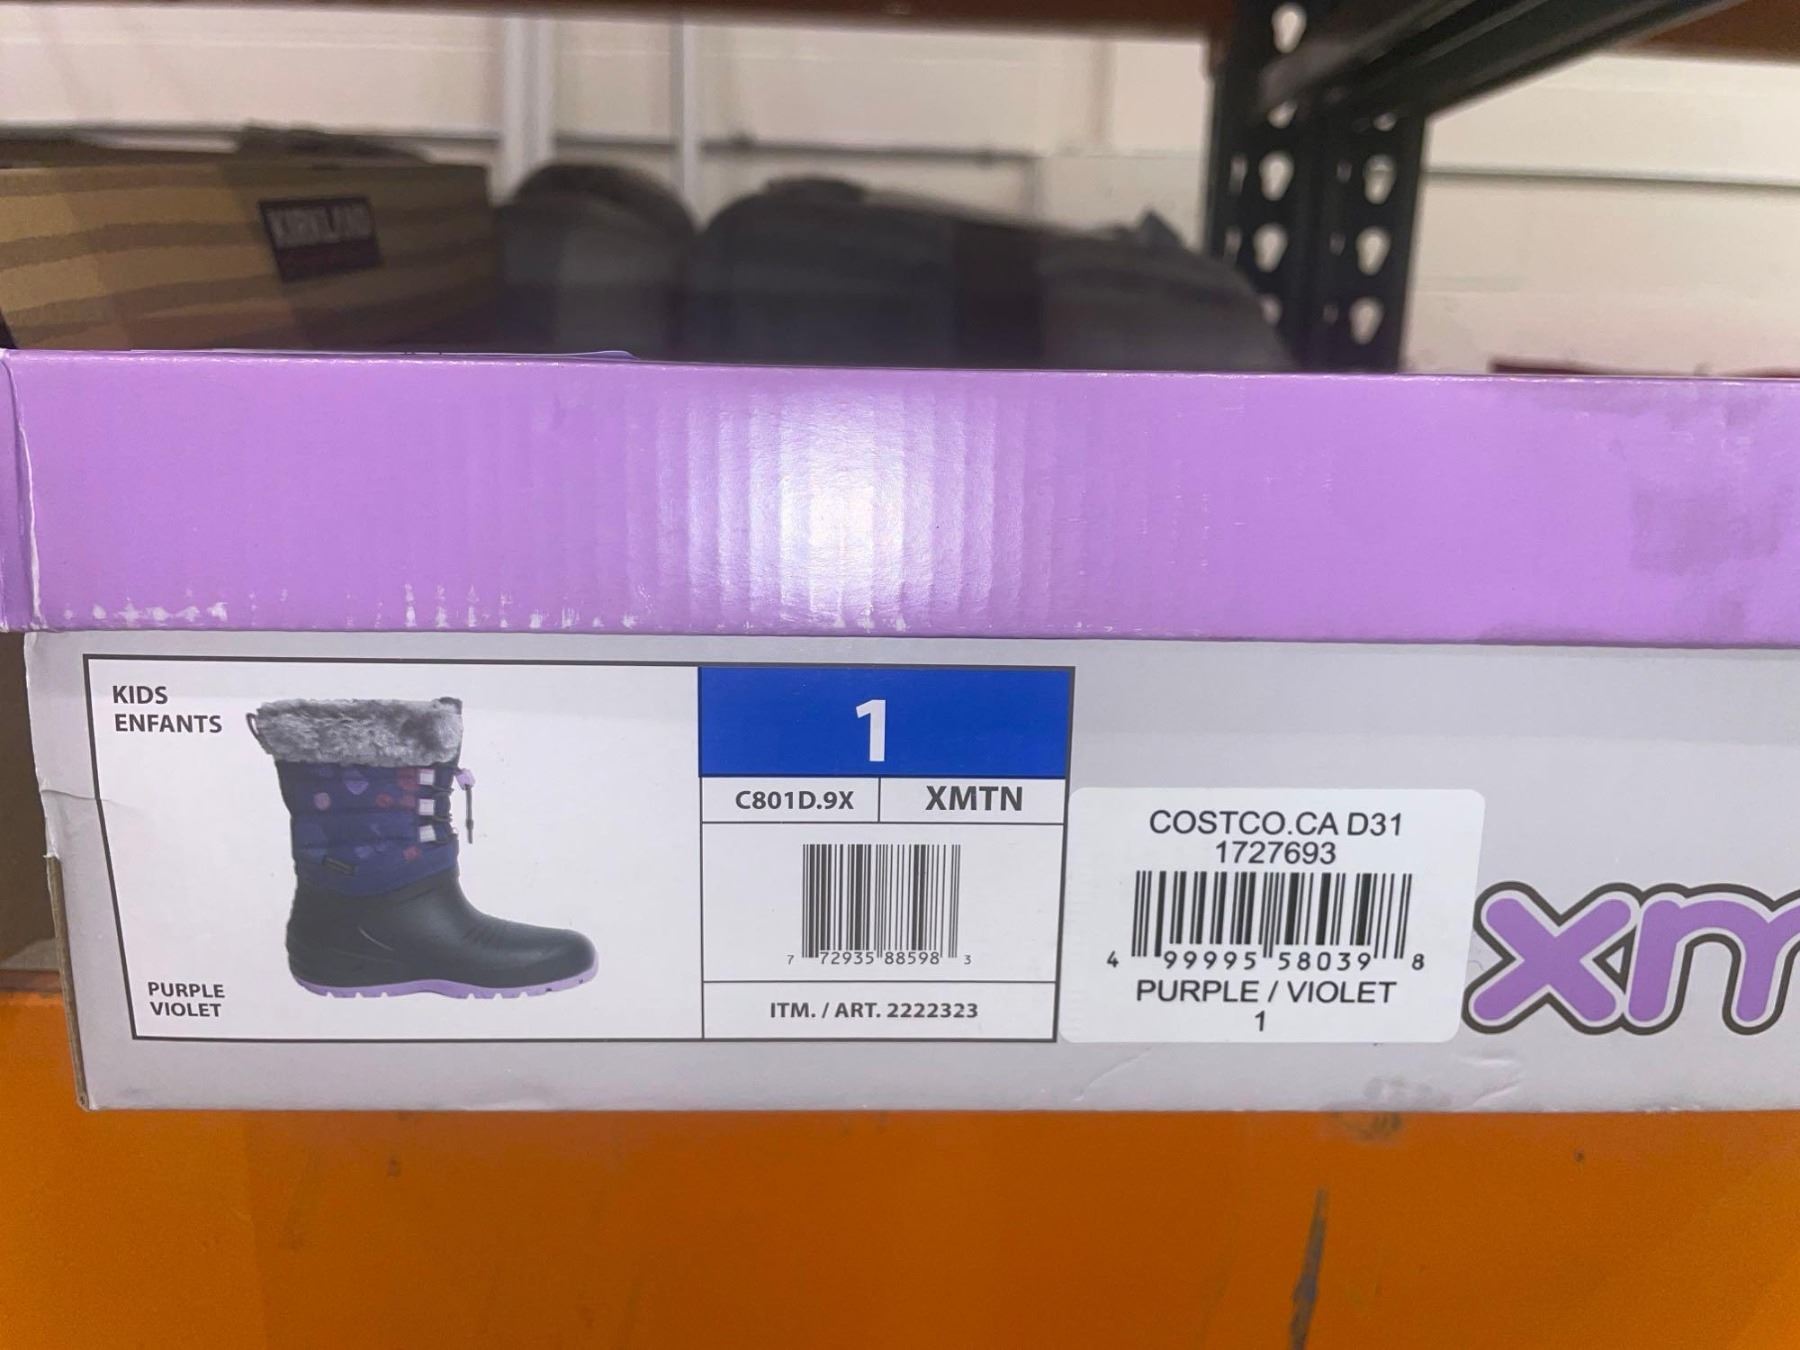 KIRKLAND
KIDS
ENFANTS
PURPLE
VIOLET
1
C801D.9X XMTN
7 72935 88598 3
ITM. / ART. 2222323
COSTCO.CA D31
1727693
4 99995 58039 8
PURPLE / VIOLET
1
xm